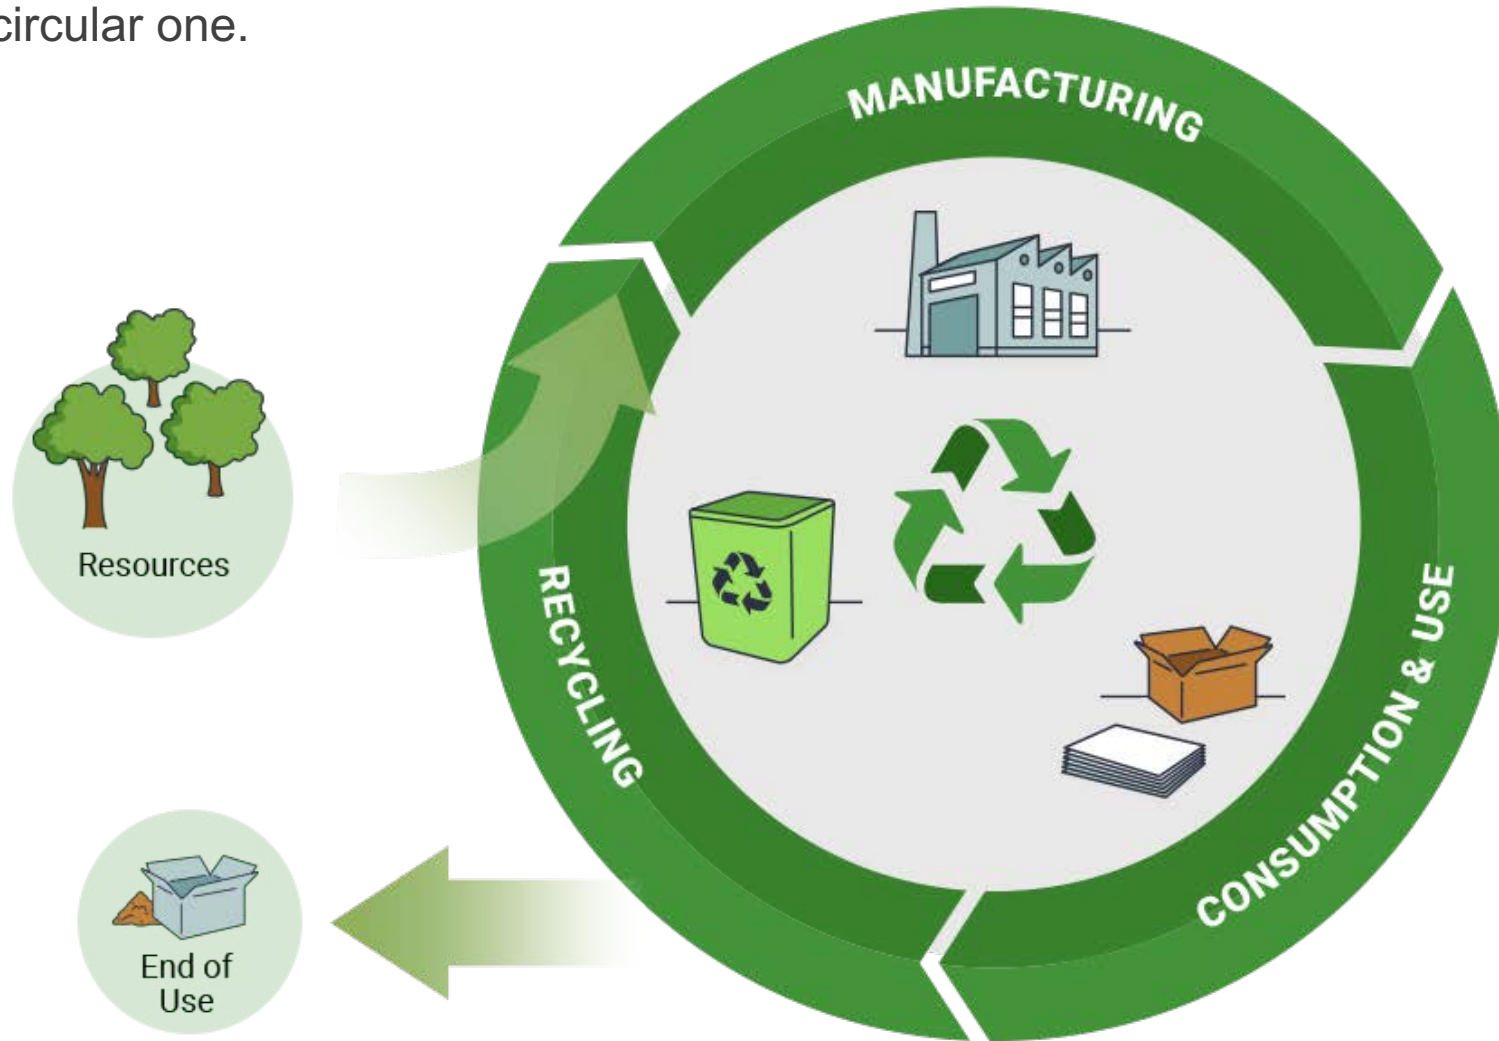 circular one.
MANUFACTURING
Resources
RECYCLING
CONSUMPTION & USE
End of
Use